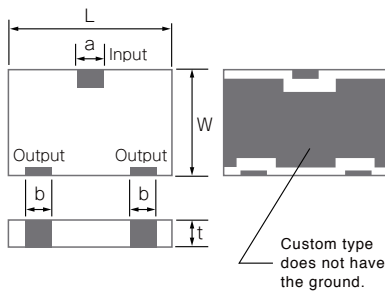 L
a
Input
W
Output
Output
b
b
t
Custom type
does not have
the ground.